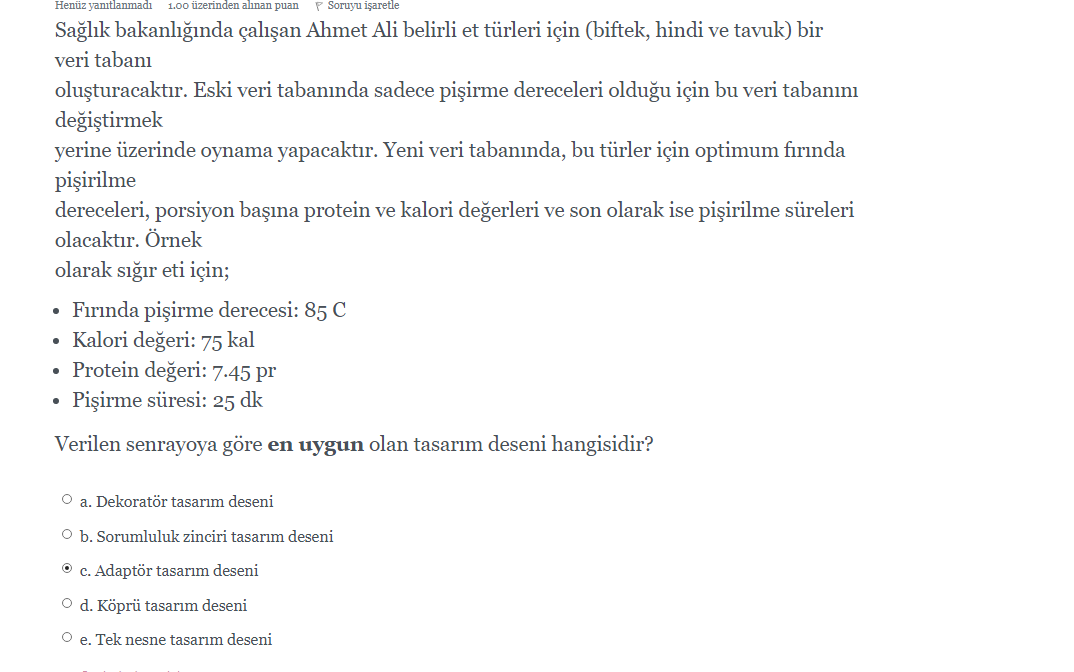 Henüz yanıtlanmadı 1.00 üzerinden alınan puan Soruyu işaretle
Sağlık bakanlığında çalışan Ahmet Ali belirli et türleri için (biftek, hindi ve tavuk) bir
veri tabanı
oluşturacaktır. Eski veri tabanında sadece pişirme dereceleri olduğu için bu veri tabanını
değiştirmek
yerine üzerinde oynama yapacaktır. Yeni veri tabanında, bu türler için optimum fırında
pişirilme
dereceleri, porsiyon başına protein ve kalori değerleri ve son olarak ise pişirilme süreleri
olacaktır. Örnek
olarak sığır eti için;
• Fırında pişirme derecesi: 85 C
• Kalori değeri: 75 kal
• Protein değeri: 7.45 pr
• Pişirme süresi: 25 dk
Verilen senrayoya göre en uygun olan tasarım deseni hangisidir?
a. Dekoratör tasarım deseni
b. Sorumluluk zinciri tasarım deseni
c. Adaptör tasarım deseni
d. Köprü tasarım deseni
e. Tek nesne tasarım deseni